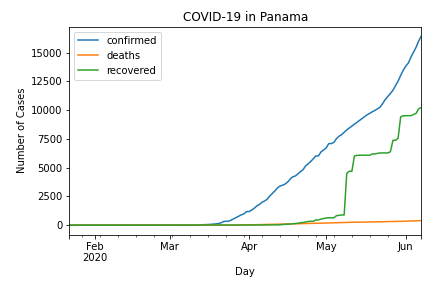 COVID-19 in Panama
confirmed
deaths
recovered
Number of Cases
15000
12500
10000
7500
5000
2500
0
Feb
2020
Mar
Apr
May
Jun
Day